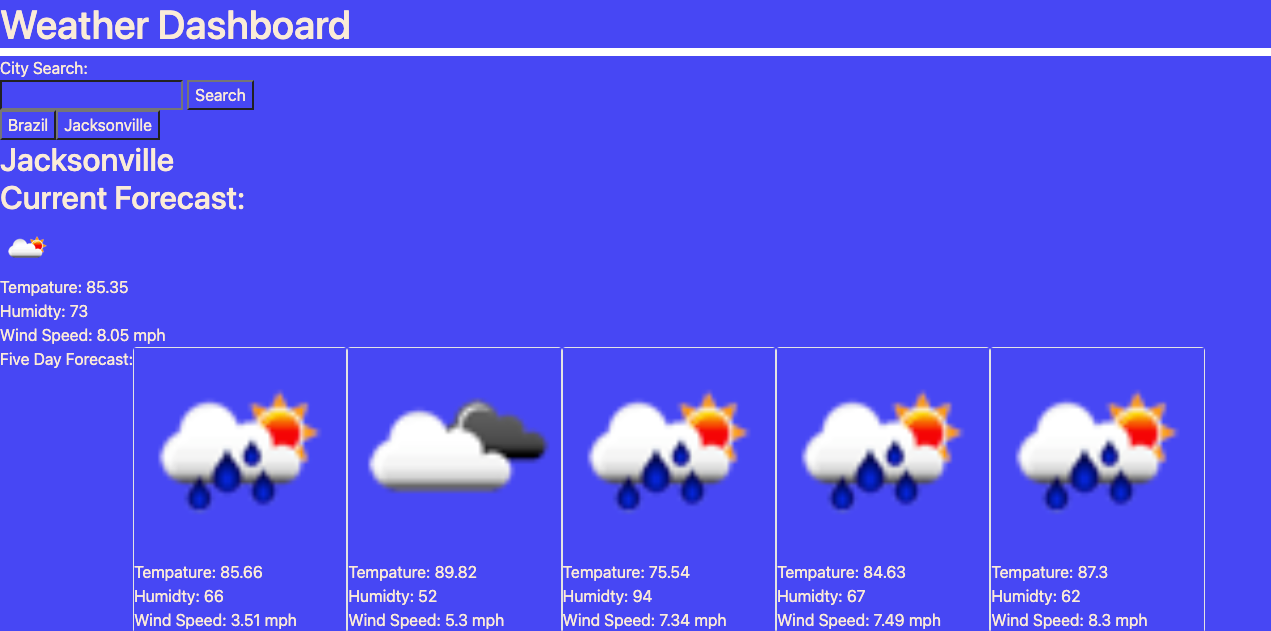 Weather Dashboard
City Search:
Search
Brazil Jacksonville
Jacksonville
Current Forecast:
Tempature: 85.35
Humidty: 73
Wind Speed: 8.05 mph
Five Day Forecast:
Tempature: 85.66
Humidty: 66
Wind Speed: 3.51 mph
Tempature: 89.82
Humidty: 52
Wind Speed: 5.3 mph
Tempature: 75.54
Humidty: 94
Wind Speed: 7.34 mph
Tempature: 84.63
Humidty: 67
Wind Speed: 7.49 mph
Tempature: 87.3
Humidty: 62
Wind Speed: 8.3 mph